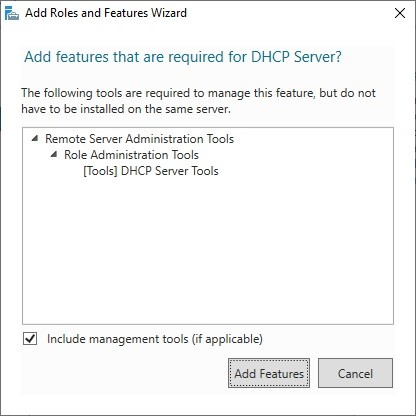 Add Roles and Features Wizard
Add features that are required for DHCP Server?
The following tools are required to manage this feature, but do not
have to be installed on the same server.
Remote Server Administration Tools
Role Administration Tools
[Tools] DHCP Server Tools
Include management tools (if applicable)
Add Features Cancel